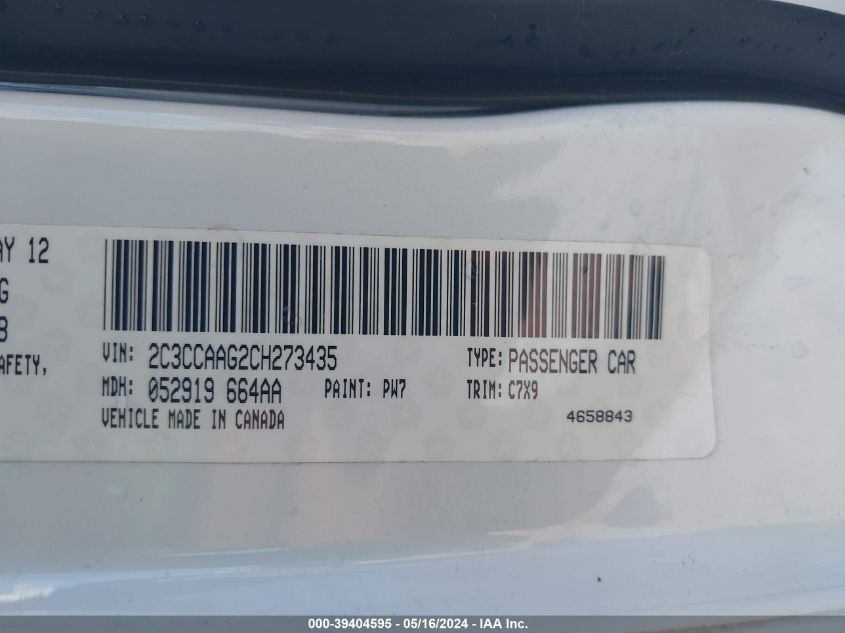 AY 12
G
B
AFETY,
VIN: 2C3CCAAG2CH273435 TYPE: PASSENGER CAR
MDH: 052919 664AA PAINT: PW7 TRIM: C7X9
VEHICLE MADE IN CANADA 4658843
000-39404595 - 05/16/2024 - IAA Inc.